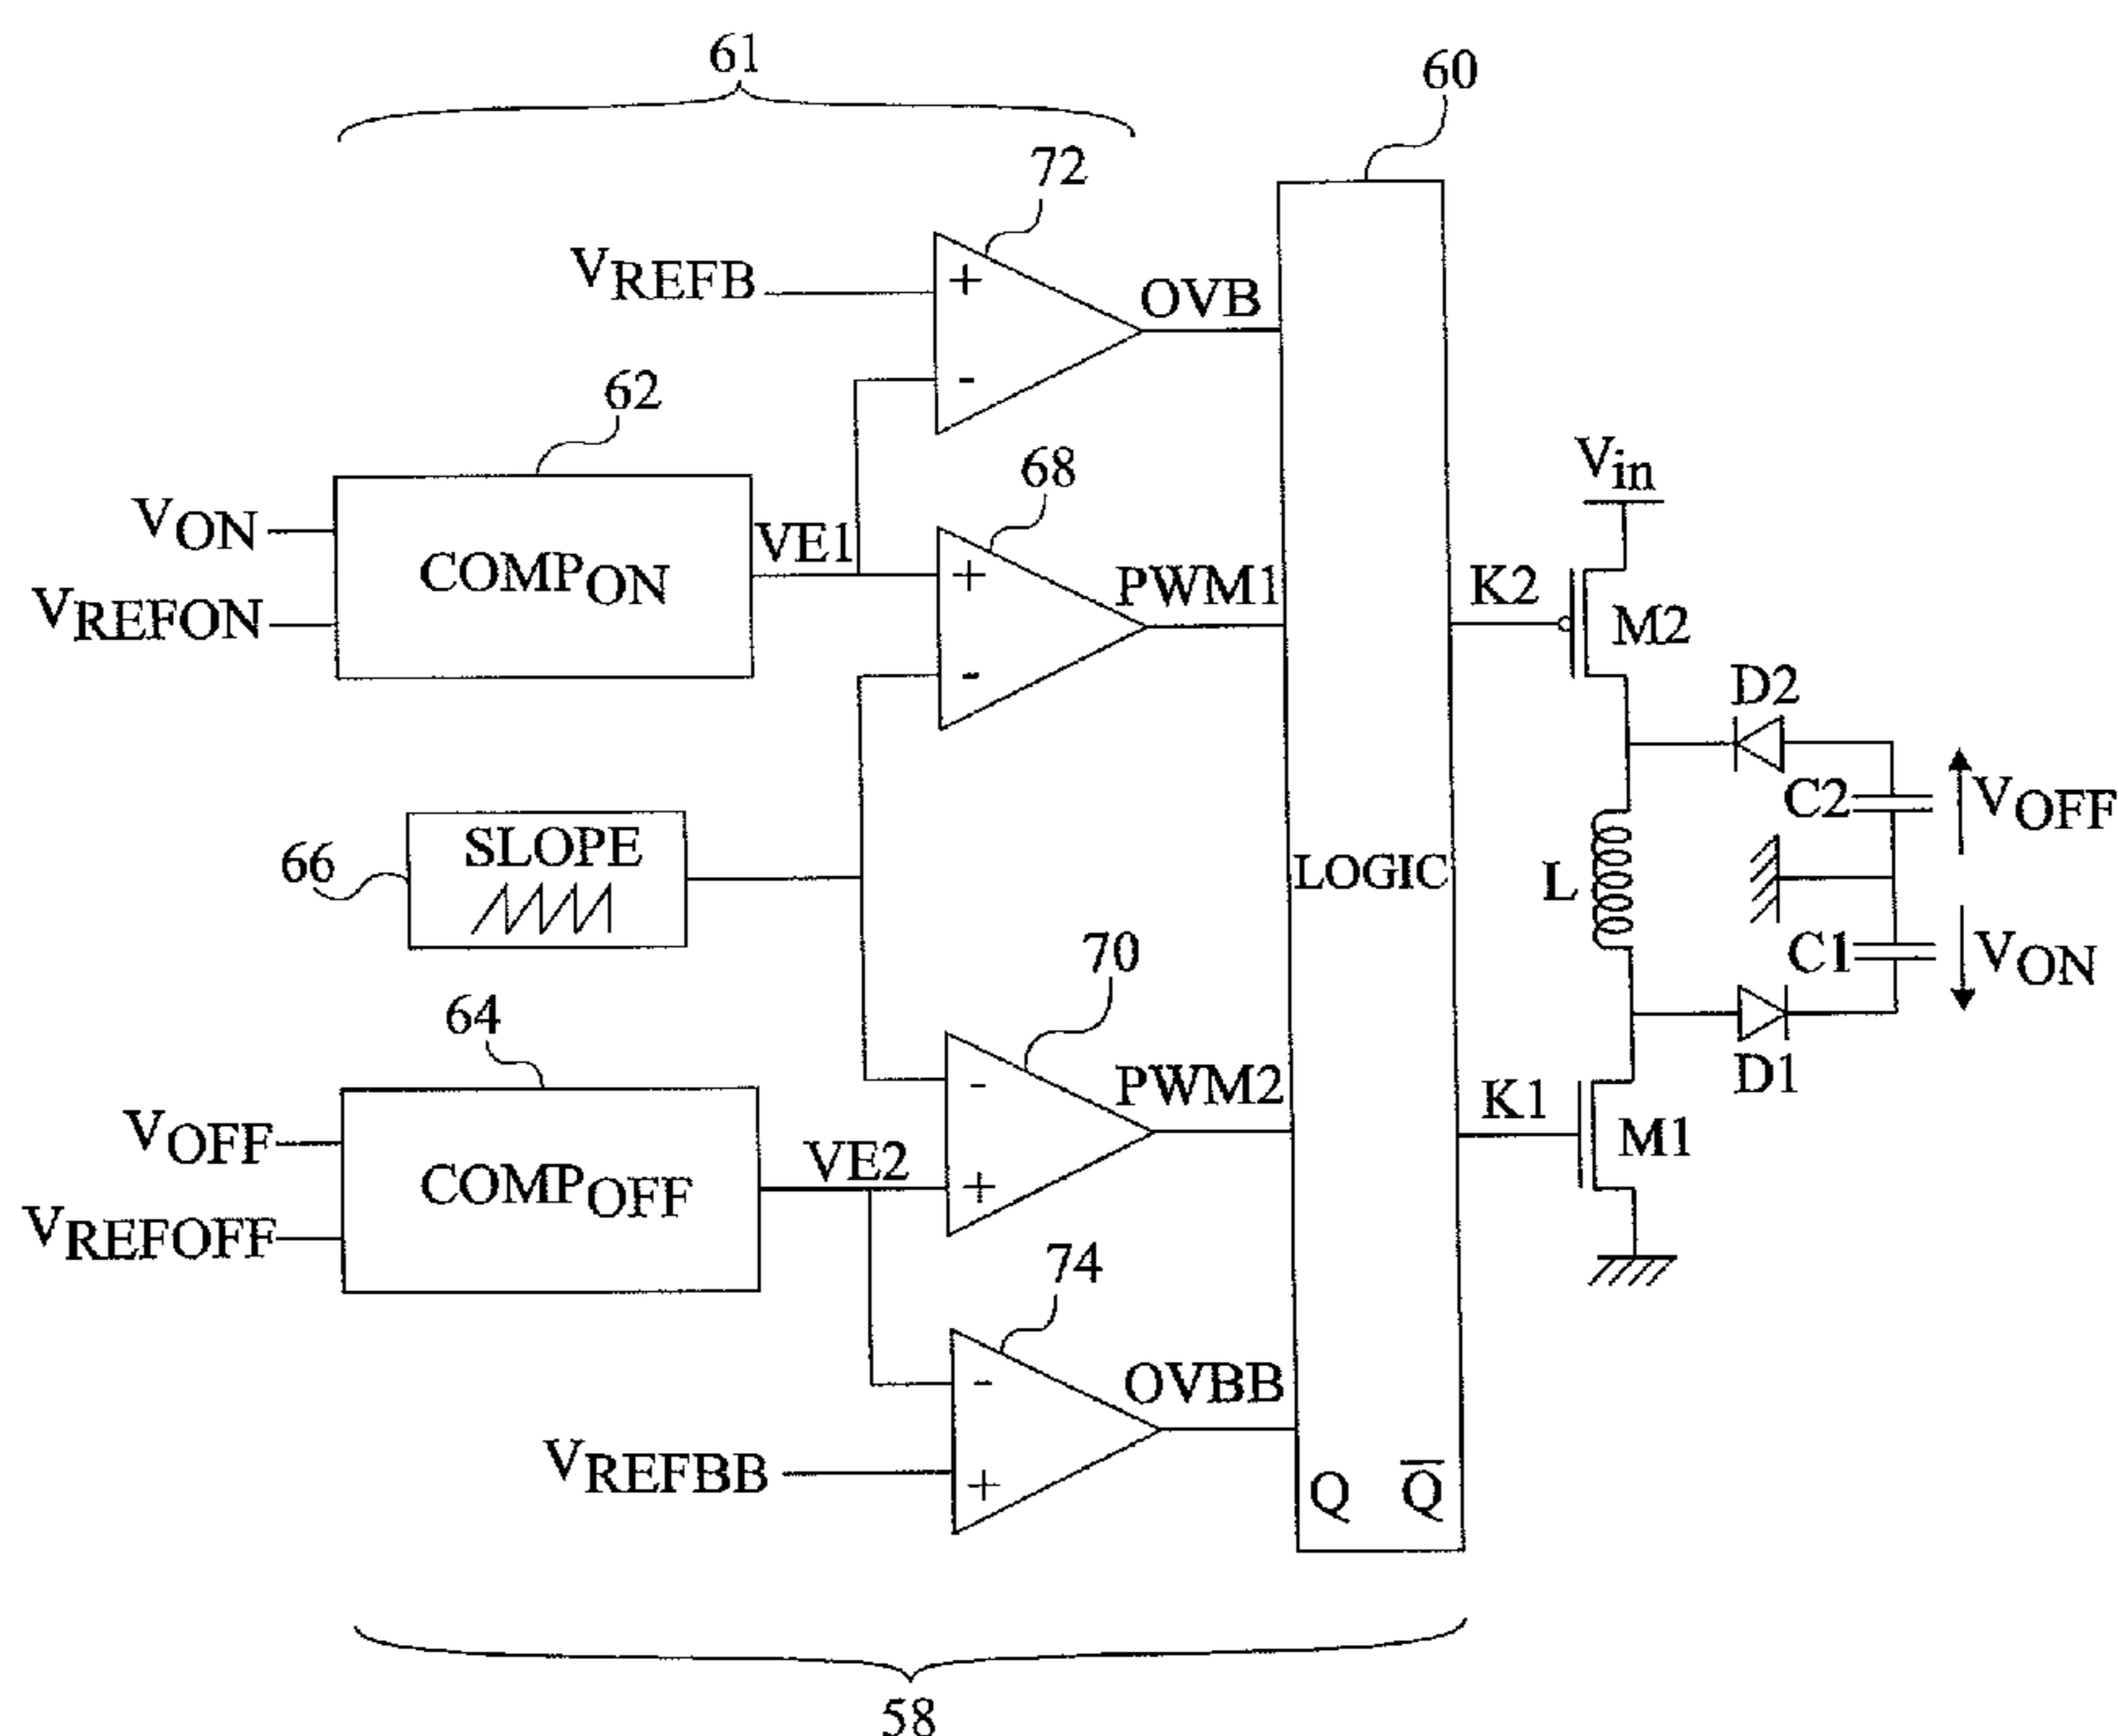 61
60
72
VREFB
+
OVB
-
62
68
Vin
VON
VE1
COMPON
+
PWM1
K2
M2
VREFON
-
D2
C2
VOFF
SLOPE
66
LOGIC
L
70
C1
VON
64
-
PWM2
K1
D1
VOFF
VE2
M1
COMPOFF
+
VREFOFF
74
-
OVBB
VREFBB
+
Q
Q̅
58